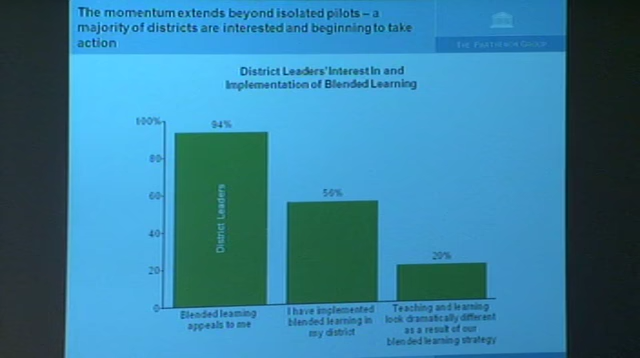 The momentum extends beyond isolated pilots – a
majority of districts are interested and beginning to take
action
THE PARTHENON GROUP
District Leaders' Interest In and
Implementation of Blended Learning
100%
80
60
40
20
0
94%
56%
20%
District Leaders
Blended learning
appeals to me
I have implemented
blended learning in
my district
Teaching and learning
look dramatically different
as a result of our
blended learning strategy